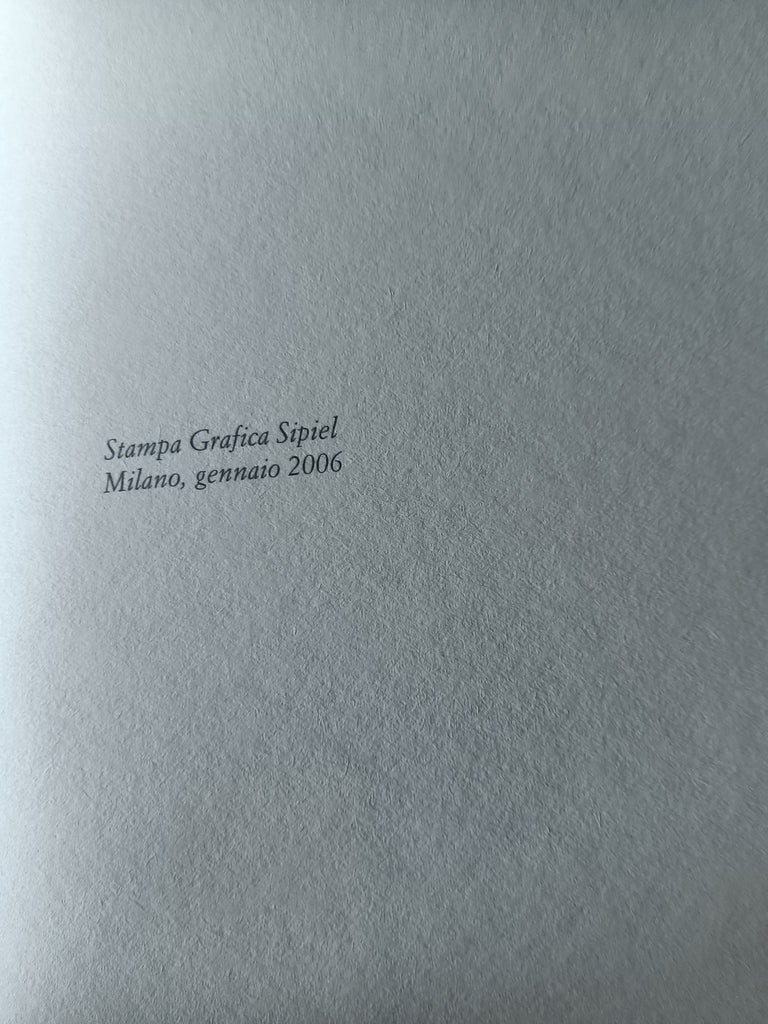 Stampa Grafica Sipiel
Milano, gennaio 2006